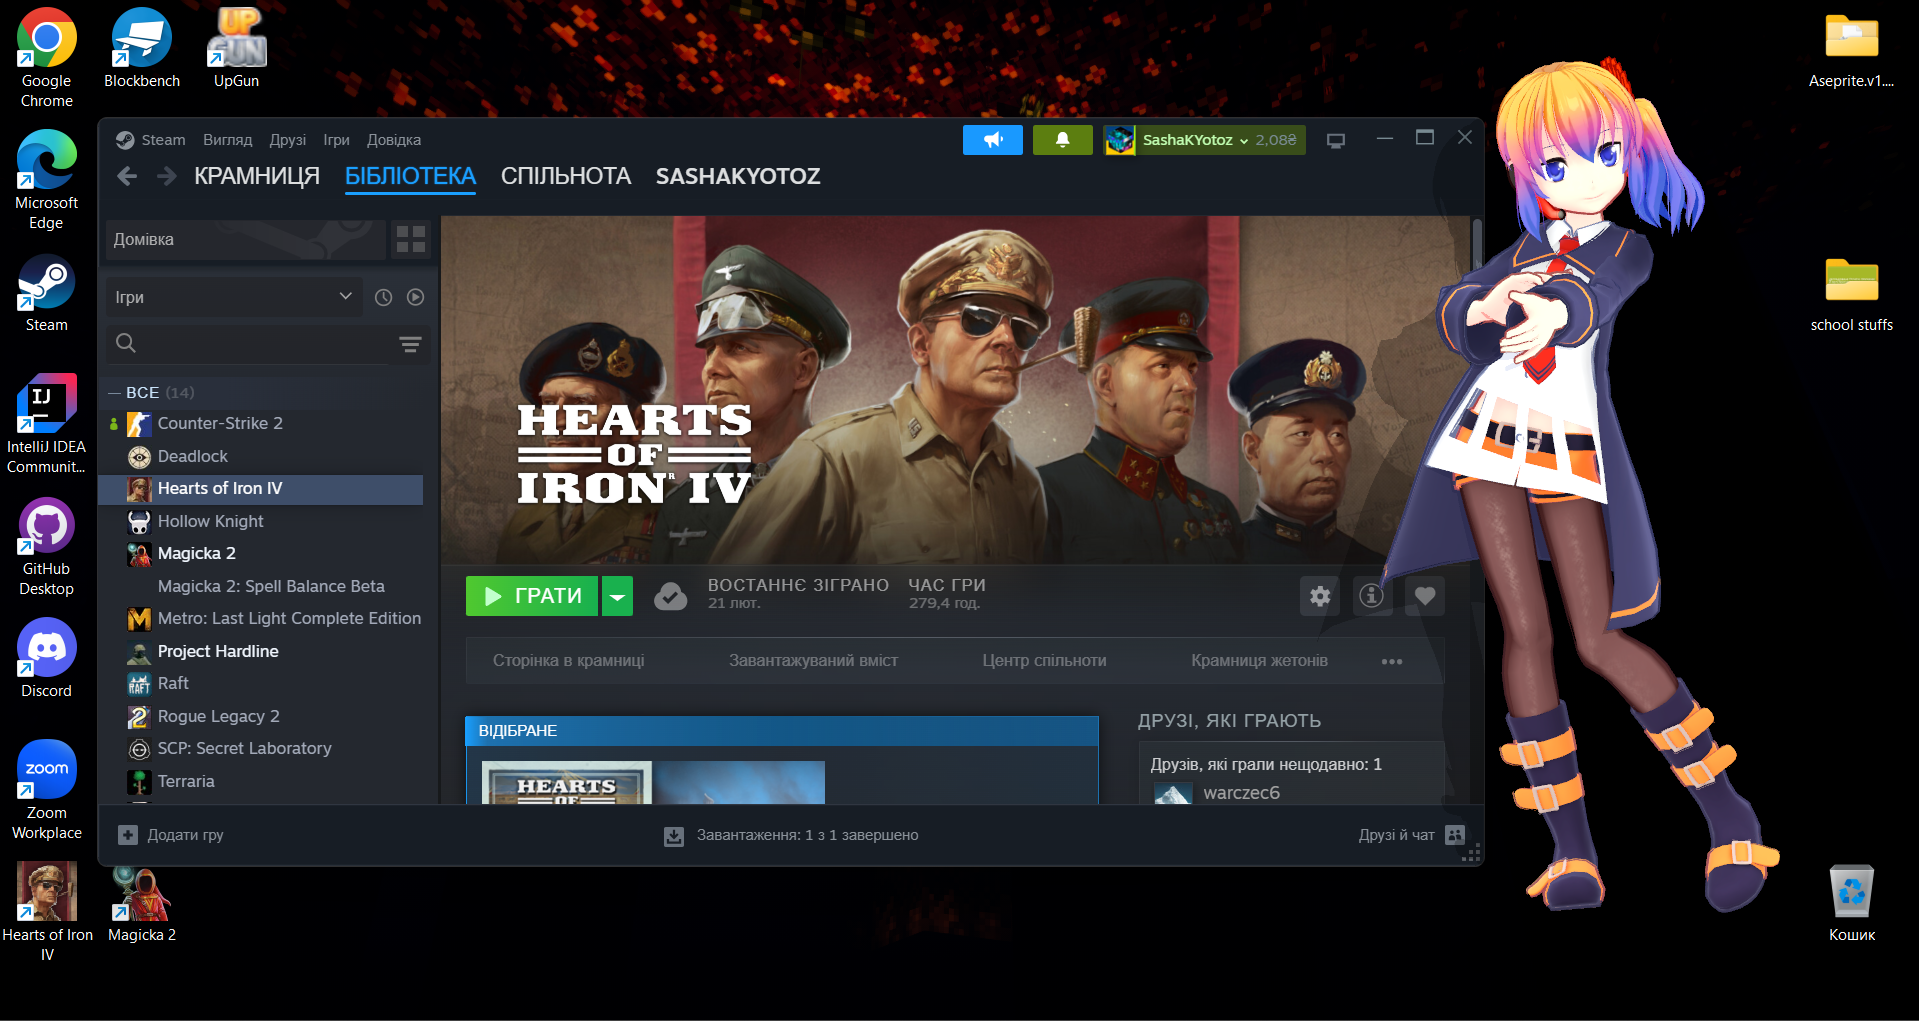 Google
Chrome
Blockbench
UP
GUN
UpGun
Aseprite.v1....
Microsoft
Edge
Steam
IntelliJ IDEA
Communit...
GitHub
Desktop
Discord
zoom
Zoom
Workplace
Hearts of Iron
IV
Magicka 2
school stuffs
Кошик
Steam Вигляд Друзі Ігри Довідка
SashaKYotoz 2,08₴
КРАМНИЦЯ БІБЛІОТЕКА СПІЛЬНОТА SASHAKYOTOZ
Домівка
Ігри
— ВСЕ (14)
Counter-Strike 2
Deadlock
Hearts of Iron IV
Hollow Knight
Magicka 2
Magicka 2: Spell Balance Beta
Metro: Last Light Complete Edition
Project Hardline
Raft
Rogue Legacy 2
SCP: Secret Laboratory
Terraria
HEARTS
OF
IRON IV
ГРАТИ
ВОСТАННЄ ЗІГРАНО
21 лют.
ЧАС ГРИ
279,4 год.
Сторінка в крамниці Завантажуваний вміст Центр спільноти Крамниця жетонів
ВІДІБРАНЕ
HEARTS
OF
ДРУЗІ, ЯКІ ГРАЮТЬ
Друзів, які грали нещодавно: 1
warczec6
Додати гру
Завантаження: 1 з 1 завершено
Друзі й чат